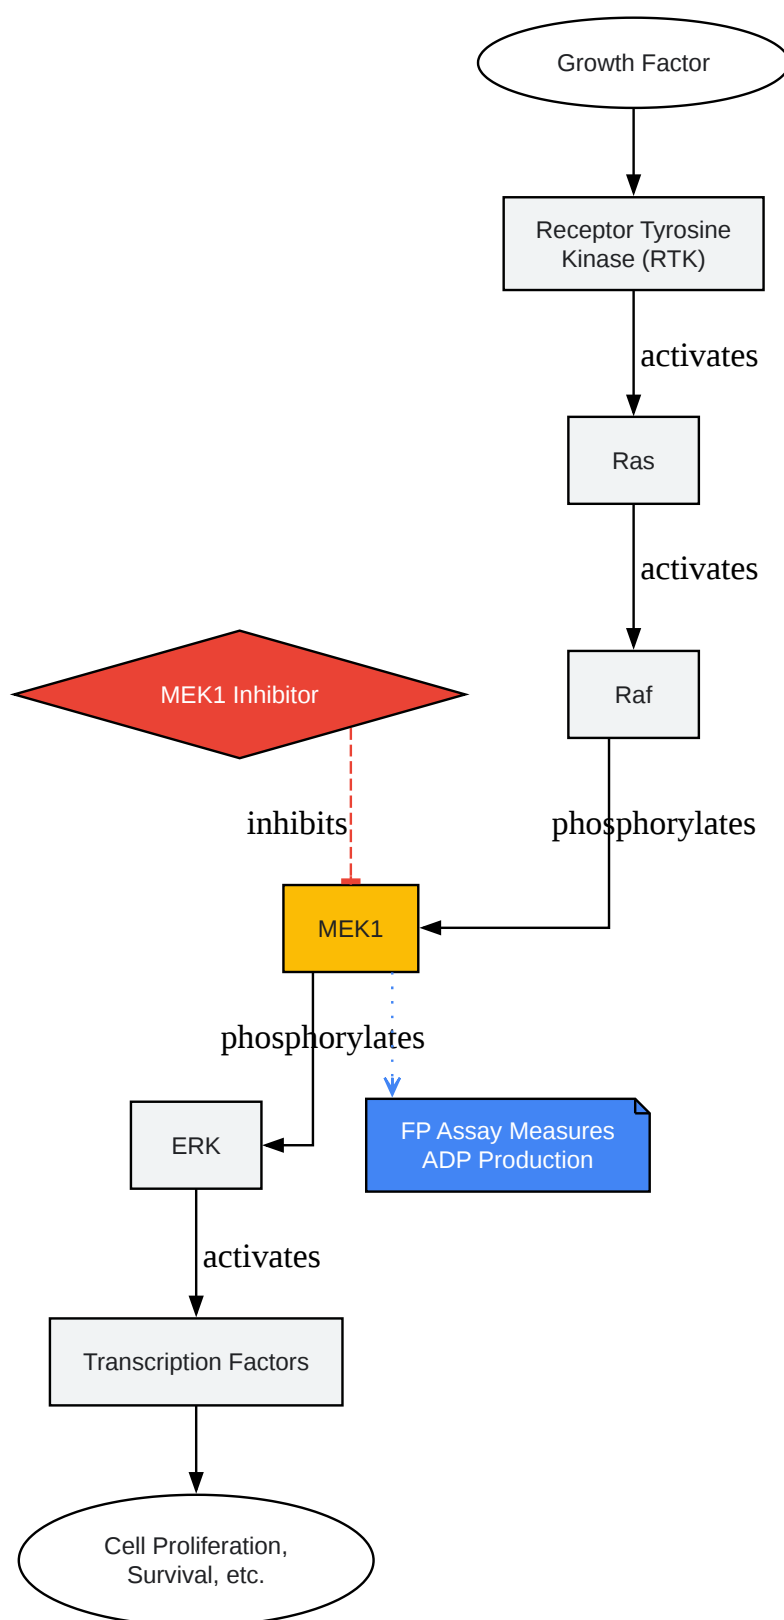 Growth Factor
Receptor Tyrosine
Kinase (RTK)
activates
Ras
activates
MEK1 Inhibitor
Raf
inhibits
phosphorylates
MEK1
phosphorylates
FP Assay Measures
ADP Production
ERK
activates
Transcription Factors
Cell Proliferation,
Survival, etc.